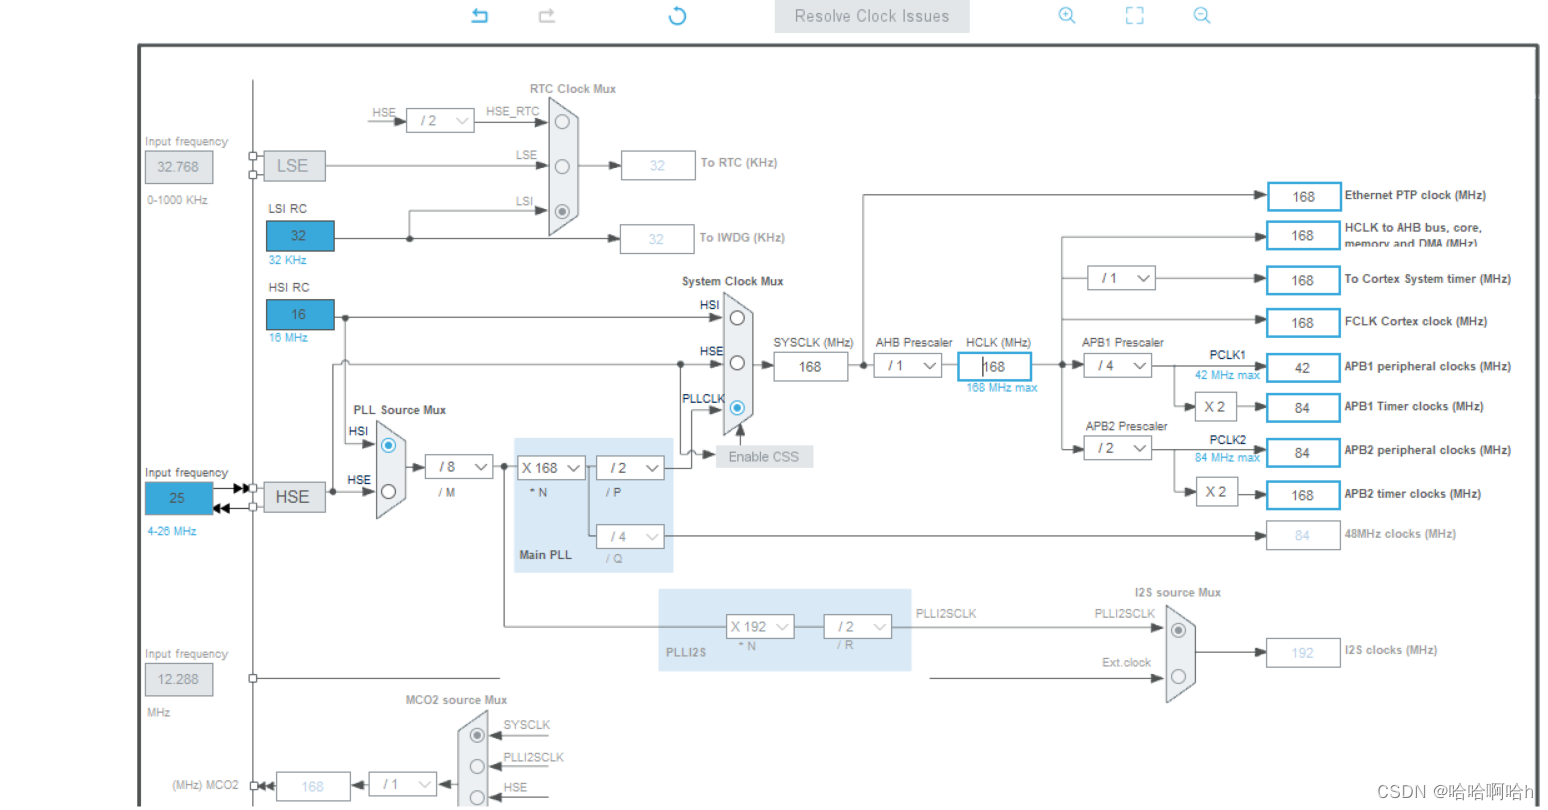 Resolve Clock Issues
RTC Clock Mux
HSE
/ 2
HSE_RTC
Input frequency
32.768
0-1000 KHz
LSE
LSE
32
To RTC (KHz)
LSI RC
32
32 KHz
LSI
32
To IWDG (KHz)
HSI RC
16
16 MHz
System Clock Mux
HSI
HSE
PLLCLK
Enable CSS
SYSCLK (MHz)
168
AHB Prescaler
/ 1
HCLK (MHz)
168
168 MHz max
168
Ethernet PTP clock (MHz)
168
HCLK to AHB bus, core,
memory and DMA (MHz)
/ 1
168
To Cortex System timer (MHz)
168
FCLK Cortex clock (MHz)
APB1 Prescaler
/ 4
PCLK1
42 MHz max
42
APB1 peripheral clocks (MHz)
X 2
84
APB1 Timer clocks (MHz)
APB2 Prescaler
/ 2
PCLK2
84 MHz max
84
APB2 peripheral clocks (MHz)
X 2
168
APB2 timer clocks (MHz)
PLL Source Mux
HSI
HSE
Input frequency
25
4-26 MHz
HSE
/ 8
/ M
X 168
* N
/ 2
/ P
/ 4
/ Q
Main PLL
84
48MHz clocks (MHz)
X 192
* N
/ 2
/ R
PLLI2S
PLLI2SCLK
I2S source Mux
PLLI2SCLK
Ext.clock
192
I2S clocks (MHz)
Input frequency
12.288
MHz
MCO2 source Mux
SYSCLK
PLLI2SCLK
HSE
(MHz) MCO2
168
/ 1
CSDN @哈哈啊哈h